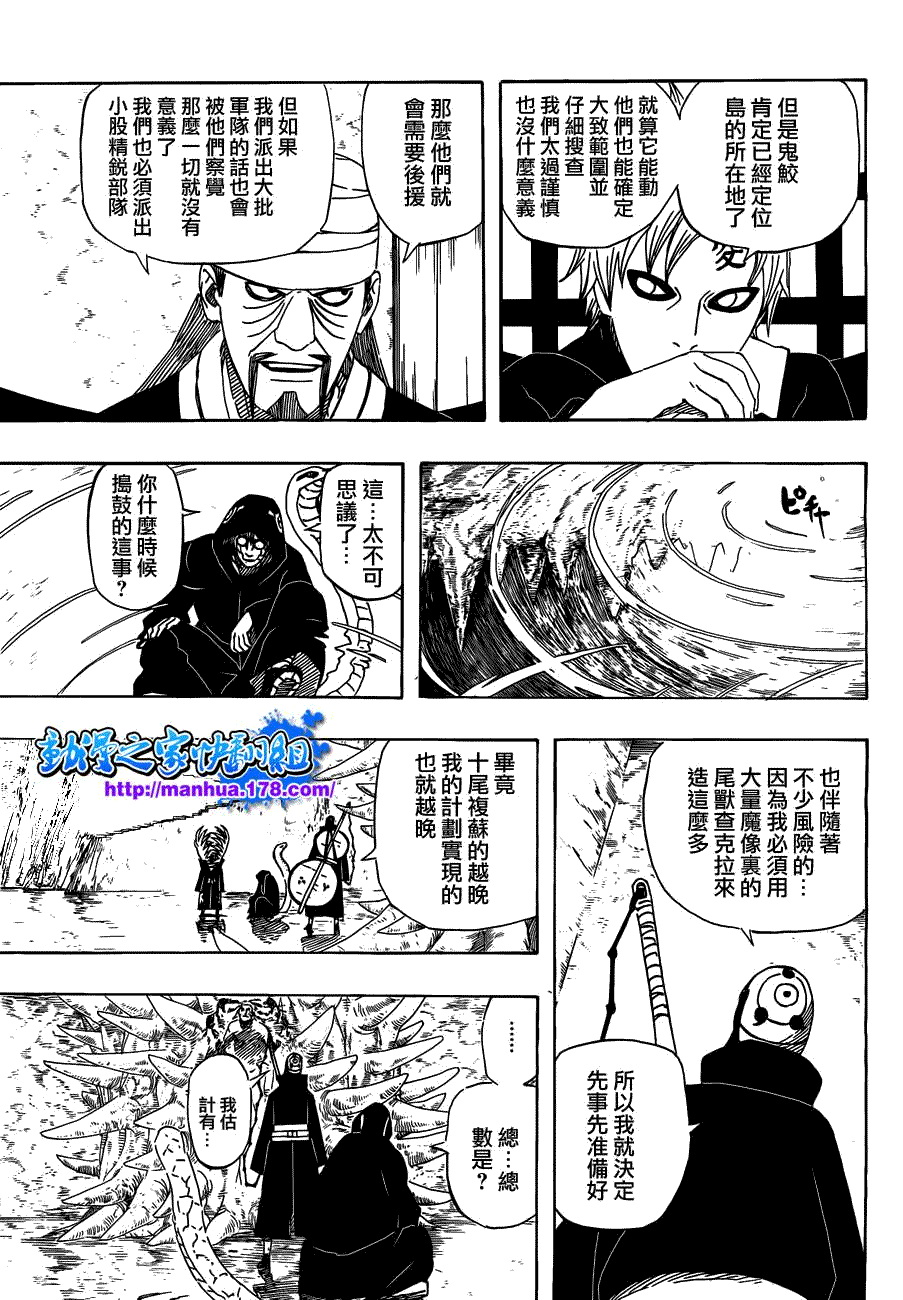 但是鬼鮫
肯定已經定位
島的所在地了
就算它能動
他們也能確定
大致範圍並
仔細搜查
我們太過謹慎
也沒什麼意義
那麼他們就
會需要後援
但如果
我們派出大批
軍隊的話也會
被他們察覺
那麼一切就沒有
意義了
我們也必須派出
小股精銳部隊
ピチャ
這…太不可
思議了…
你什麼時候
搗鼓的這事?
也伴隨著
不少風險的…
因為我必須用
大量魔像裏的
尾獸查克拉來
造這麼多
所以我就決定
先事先准備好
畢竟
十尾複蘇的越晚
我的計劃實現的
也就越晚
動漫之家快翻組
http://manhua.178.com/
……
總…總
數是?
我估
計有…